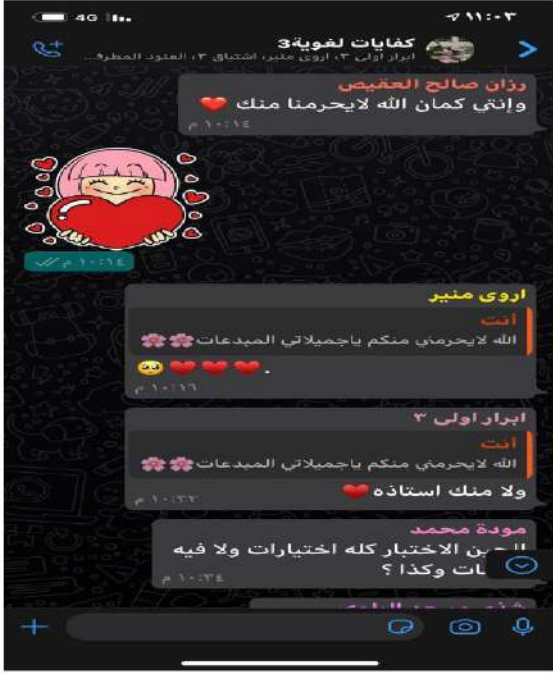 4G ١١:٠٣
كفايات لغوية3
ابرار اولى ٣، اروى منير، اشتياق ٣، العنود المطرف...
رزان صالح العقيص
وإنتي كمان الله لايحرمنا منك ❤️
١٠:١٤ م
١٠:١٤ م
اروى منير
أنت
الله لايحرمني منكم ياجميلاتي المبدعات🌸🌸
🥺❤️❤️❤️.
١٠:١٦ م
ابرار اولى ٣
أنت
الله لايحرمني منكم ياجميلاتي المبدعات🌸🌸
ولا منك استاذه❤️
١٠:٢٢ م
مودة محمد
الحين الاختبار كله اختيارات ولا فيه
وكذا ؟
١٠:٢٤ م